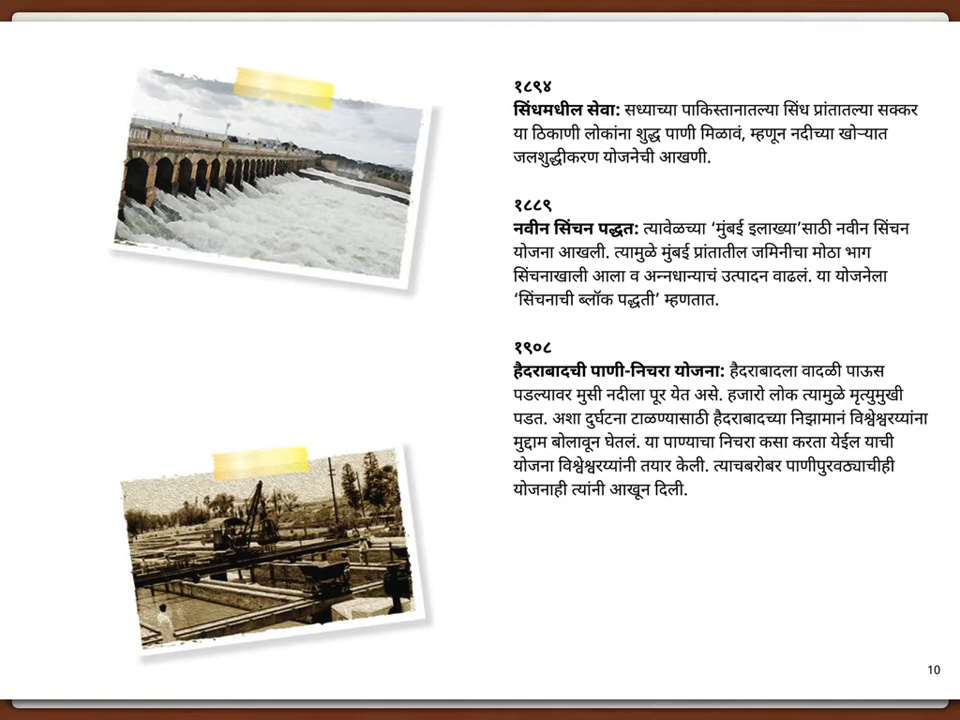 १८९४
सिंधमधील सेवा: सध्याच्या पाकिस्तानातल्या सिंध प्रांतातल्या सक्कर
या ठिकाणी लोकांना शुद्ध पाणी मिळावं, म्हणून नदीच्या खोऱ्यात
जलशुद्धीकरण योजनेची आखणी.
१८८९
नवीन सिंचन पद्धत: त्यावेळच्या ‘मुंबई इलाख्या’साठी नवीन सिंचन
योजना आखली. त्यामुळे मुंबई प्रांतातील जमिनीचा मोठा भाग
सिंचनाखाली आला व अन्नधान्याचं उत्पादन वाढलं. या योजनेला
‘सिंचनाची ब्लॉक पद्धती’ म्हणतात.
१९०८
हैदराबादची पाणी-निचरा योजना: हैदराबादला वादळी पाऊस
पडल्यावर मुसी नदीला पूर येत असे. हजारो लोक त्यामुळे मृत्युमुखी
पडत. अशा दुर्घटना टाळण्यासाठी हैदराबादच्या निझामानं विश्वेश्वरय्यांना
मुद्दाम बोलावून घेतलं. या पाण्याचा निचरा कसा करता येईल याची
योजना विश्वेश्वरय्यांनी तयार केली. त्याचबरोबर पाणीपुरवठ्याचीही
योजनाही त्यांनी आखून दिली.
10